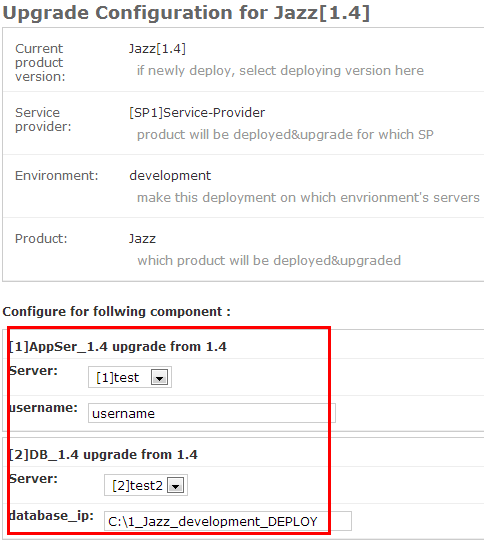 Upgrade Configuration for Jazz[1.4]
Current product version:
Jazz[1.4]
if newly deploy, select deploying version here
Service provider:
[SP1]Service-Provider
product will be deployed&upgrade for which SP
Environment:
development
make this deployment on which envrionment's servers
Product:
Jazz
which product will be deployed&upgraded
Configure for follwing component :
[1]AppSer_1.4 upgrade from 1.4
Server: [1]test
username: username
[2]DB_1.4 upgrade from 1.4
Server: [2]test2
database_ip: C:\1_Jazz_development_DEPLOY